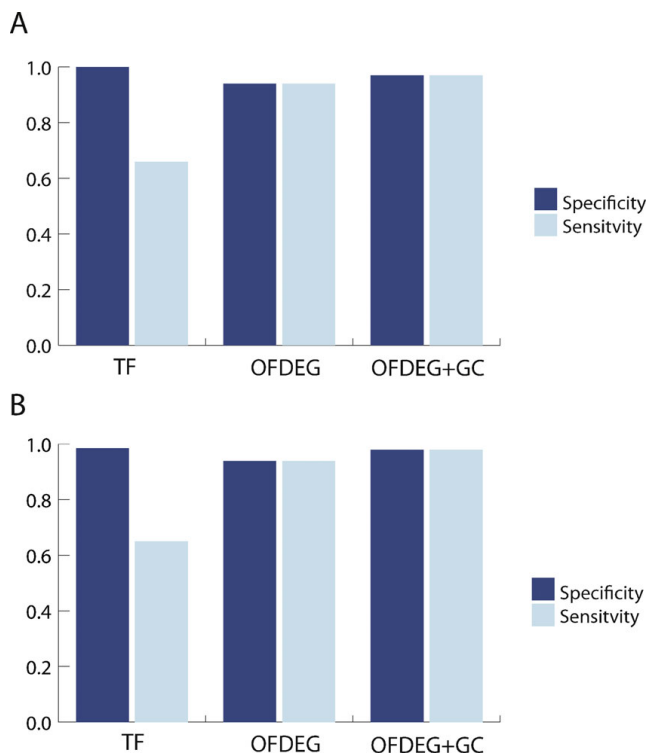 A
1.0
0.8
0.6
0.4
0.2
0.0
TF OFDEG OFDEG+GC
Specificity
Sensitvity
B
1.0
0.8
0.6
0.4
0.2
0.0
TF OFDEG OFDEG+GC
Specificity
Sensitvity